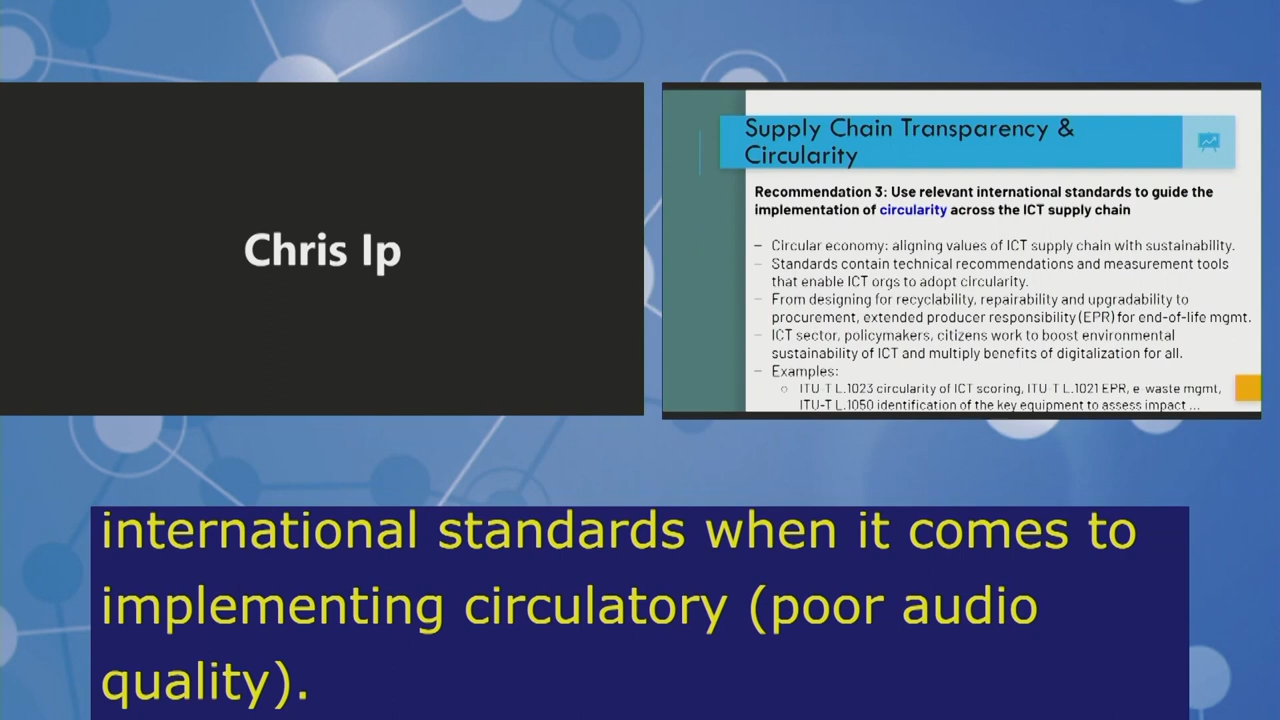 Chris Ip
Supply Chain Transparency &
Circularity
Recommendation 3: Use relevant international standards to guide the
implementation of circularity across the ICT supply chain
– Circular economy: aligning values of ICT supply chain with sustainability.
– Standards contain technical recommendations and measurement tools
that enable ICT orgs to adopt circularity.
– From designing for recyclability, repairability and upgradability to
procurement, extended producer responsibility (EPR) for end-of-life mgmt.
– ICT sector, policymakers, citizens work to boost environmental
sustainability of ICT and multiply benefits of digitalization for all.
– Examples:
○ ITU-T L.1023 circularity of ICT scoring, ITU-T L.1021 EPR, e-waste mgmt,
ITU-T L.1050 identification of the key equipment to assess impact ...
international standards when it comes to
implementing circulatory (poor audio
quality).